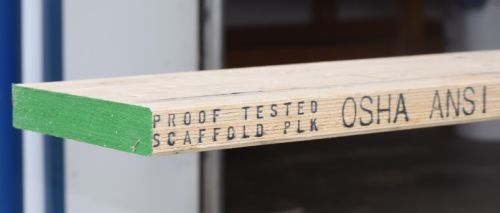 PROOF TESTED OSHA ANSI
SCAFFOLD PLK